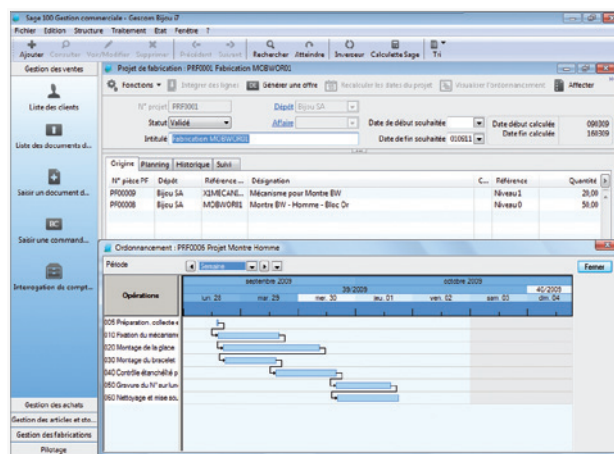 Sage 100 Gestion commerciale - Gescom Bijou i7
Fichier Edition Structure Traitement Etat Fenêtre ?
Ajouter Consulter Voir/Modifier Supprimer Précédent Suivant Rechercher Atteindre Inverseur Calculette Sage Tri
Gestion des ventes
Projet de fabrication : PRF0001 Fabrication MOBWOR01
Fonctions Intégrer des lignes Générer une offre Recalculer les dates du projet Visualiser l'ordonnancement Affecter
Liste des clients
N° projet PRF0001 Dépôt Bijou SA
Statut Validé Affaire Date de début souhaitée Date de début calculée 090309
Date de fin souhaitée 010611 Date de fin calculée 160309
Intitulé Fabrication MOBWOR01
Liste des documents d...
Origine Planning Historique Suivi
N° pièce PF Dépôt Référence ... Désignation C... Référence Quantité
PF00009 Bijou SA X1MECANI... Mécanisme pour Montre BW Niveau 1 20,00
PF00008 Bijou SA MOBWOR01 Montre BW - Homme - Blec Or Niveau 0 50,00
Saisir un document d...
Saisir une command...
Interrogation de compt...
Ordonnancement : PRF0006 Projet Montre Homme
Période Semaine Fermer
Opérations
septembre 2009 octobre 2009
39/2009 40/2009
lun. 28 mar. 29 mer. 30 jeu. 01 ven. 02 sam. 03 dim. 04
005 Préparation, collecte e
010 Fixation du mécanisme
020 Montage de la glace
030 Montage du bracelet
040 Contrôle étanchéité p
050 Gravure du N° sur lun
060 Nettoyage et mise sou..
Gestion des achats
Gestion des articles et sto...
Gestion des fabrications
Pilotage